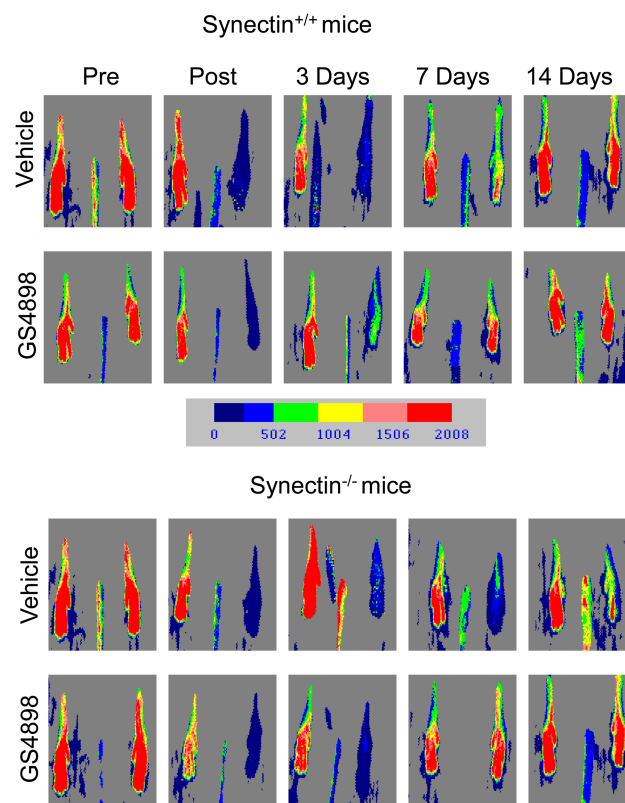 Synectin+/+ mice
Pre Post 3 Days 7 Days 14 Days
Vehicle
GS4898
0 502 1004 1506 2008
Synectin-/- mice
Vehicle
GS4898